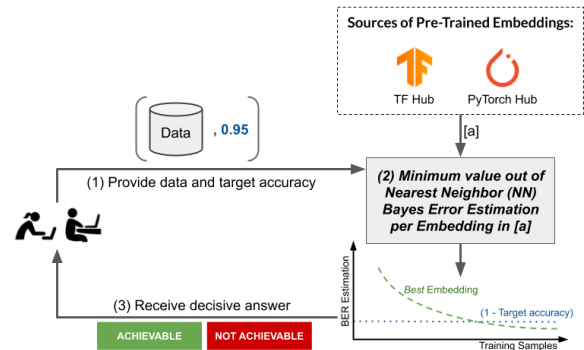 Sources of Pre-Trained Embeddings:
TF Hub
PyTorch Hub
[a]
Data
, 0.95
(1) Provide data and target accuracy
(2) Minimum value out of
Nearest Neighbor (NN)
Bayes Error Estimation
per Embedding in [a]
BER Estimation
Best Embedding
(1 - Target accuracy)
Training Samples
(3) Receive decisive answer
ACHIEVABLE
NOT ACHIEVABLE